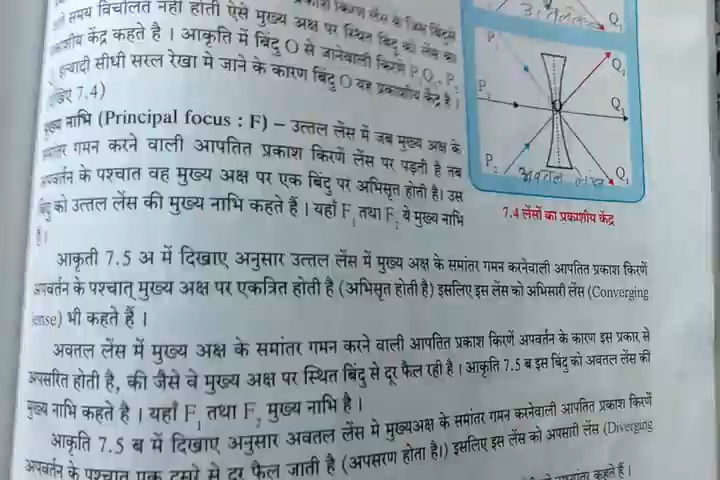 समय विचलित नहीं होती ऐसे मुख्य अक्ष पर स्थित बिंदु को लेंस का
केंद्र कहते है । आकृति में बिंदु O से जानेवाली किरणें P₁Q₁, P₂
इत्यादी सीधी सरल रेखा में जाने के कारण बिंदु O यह प्रकाशीय केंद्र है।
7.4)
नाभि (Principal focus : F) – उत्तल लेंस में जब मुख्य अक्ष के
समांतर गमन करने वाली आपतित प्रकाश किरणें लेंस पर पड़ती है तब
अपवर्तन के पश्चात वह मुख्य अक्ष पर एक बिंदु पर अभिसृत होती है। उस
बिंदु को उत्तल लेंस की मुख्य नाभि कहते हैं । यहाँ F₁ तथा F₂ ये मुख्य नाभि
है।
Q₁
P₁
Q₃
P₂
O
Q₂
P₃
Q₁
अवतल लेंस
7.4 लेंसों का प्रकाशीय केंद्र
आकृती 7.5 अ में दिखाए अनुसार उत्तल लेंस में मुख्य अक्ष के समांतर गमन करनेवाली आपतित प्रकाश किरणें
अपवर्तन के पश्चात् मुख्य अक्ष पर एकत्रित होती है (अभिसृत होती है) इसलिए इस लेंस को अभिसारी लेंस (Converging
lense) भी कहते हैं ।
अवतल लेंस में मुख्य अक्ष के समांतर गमन करने वाली आपतित प्रकाश किरणें अपवर्तन के कारण इस प्रकार से
अपसरित होती है, की जैसे वे मुख्य अक्ष पर स्थित बिंदु से दूर फैल रही है । आकृति 7.5 ब इस बिंदु को अवतल लेंस की
मुख्य नाभि कहते है । यहाँ F₁ तथा F₂ मुख्य नाभि है ।
आकृति 7.5 ब में दिखाए अनुसार अवतल लेंस मे मुख्यअक्ष के समांतर गमन करनेवाली आपतित प्रकाश किरणें
अपवर्तन के पश्चात एक दूसरे से दूर फैल जाती है (अपसरण होता है।) इसलिए इस लेंस को अपसारी लेंस (Diverging
कहते हैं ।